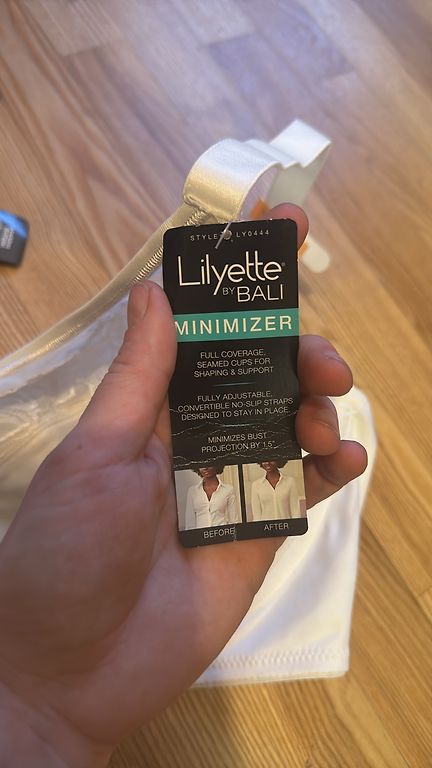 STYLE LY0444
Lilyette®
BY BALI
MINIMIZER
FULL COVERAGE,
SEAMED CUPS FOR
SHAPING & SUPPORT
FULLY ADJUSTABLE,
CONVERTIBLE NO-SLIP STRAPS
DESIGNED TO STAY IN PLACE
MINIMIZES BUST
PROJECTION BY 1.5"
BEFORE AFTER